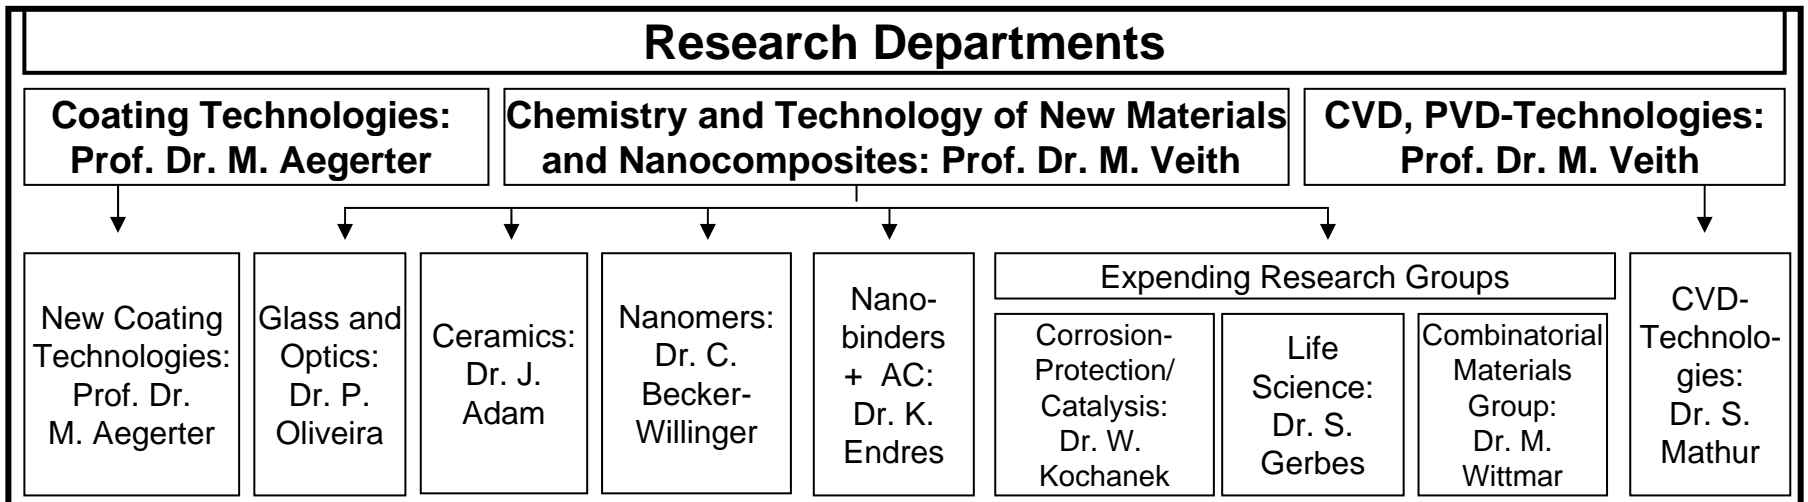 Research Departments
Coating Technologies:
Prof. Dr. M. Aegerter
Chemistry and Technology of New Materials
and Nanocomposites: Prof. Dr. M. Veith
CVD, PVD-Technologies:
Prof. Dr. M. Veith
New Coating
Technologies:
Prof. Dr.
M. Aegerter
Glass and
Optics:
Dr. P.
Oliveira
Ceramics:
Dr. J.
Adam
Nanomers:
Dr. C.
Becker-
Willinger
Nano-
binders
+ AC:
Dr. K.
Endres
Expending Research Groups
Corrosion-
Protection/
Catalysis:
Dr. W.
Kochanek
Life
Science:
Dr. S.
Gerbes
Combinatorial
Materials
Group:
Dr. M.
Wittmar
CVD-
Technolo-
gies:
Dr. S.
Mathur